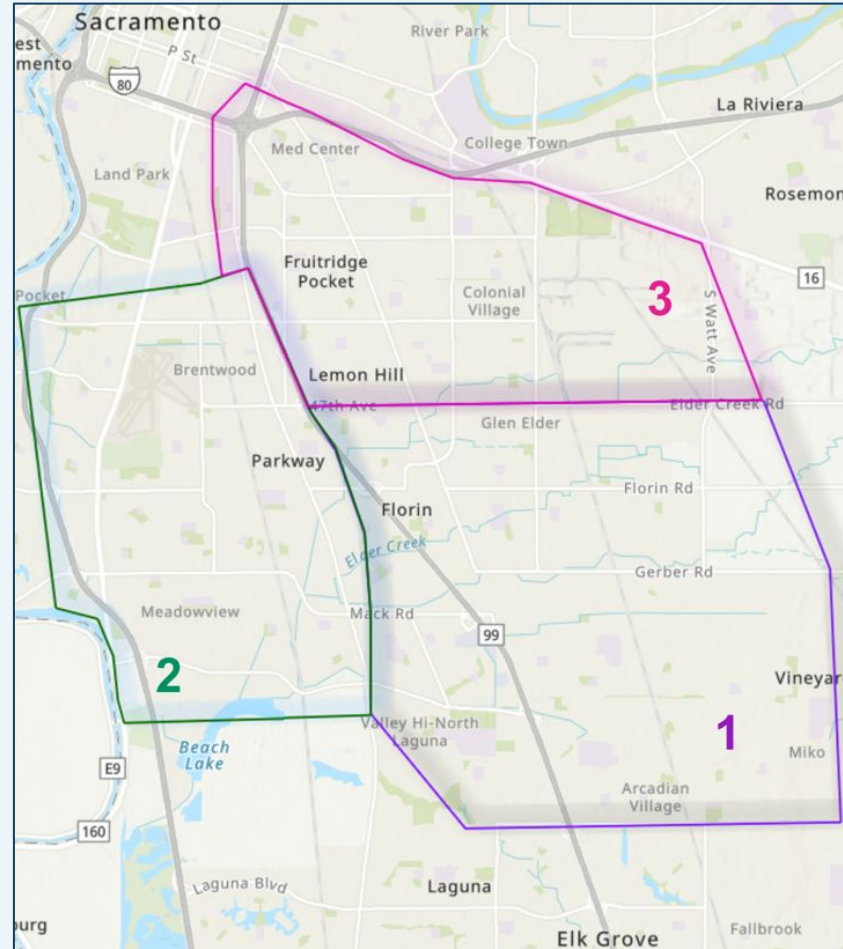 Sacramento
River Park
est
mento
P St
80
La Riviera
College Town
Med Center
Land Park
Rosemon
Fruitridge
Pocket
16
Pocket
Colonial
Village
3
S Watt Ave
Brentwood
Lemon Hill
47th Ave
Elder Creek Rd
Glen Elder
Parkway
Florin Rd
Florin
Elder Creek
Gerber Rd
Meadowview
Mack Rd
99
2
Vineyar
Valley Hi-North
Laguna
1
Beach
Lake
Miko
E9
Arcadian
Village
160
Laguna Blvd
Laguna
burg
Elk Grove
Fallbrook